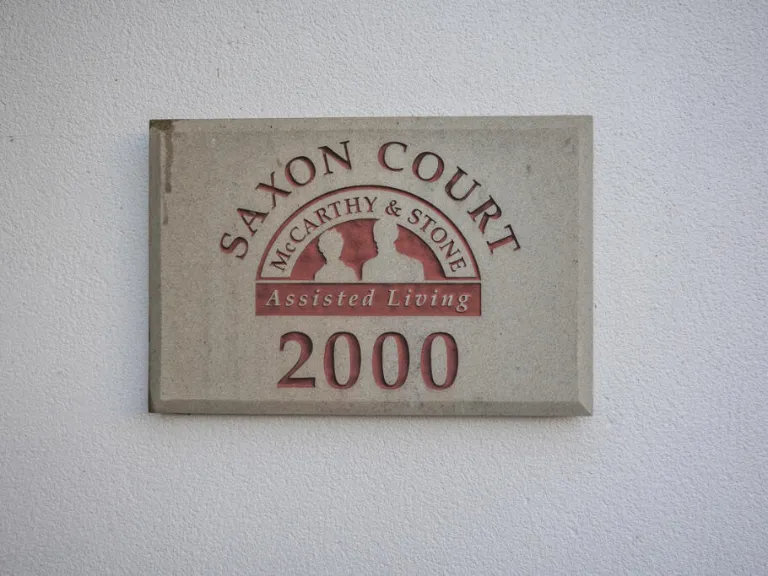 SAXON COURT
McCARTHY & STONE
Assisted Living
2000